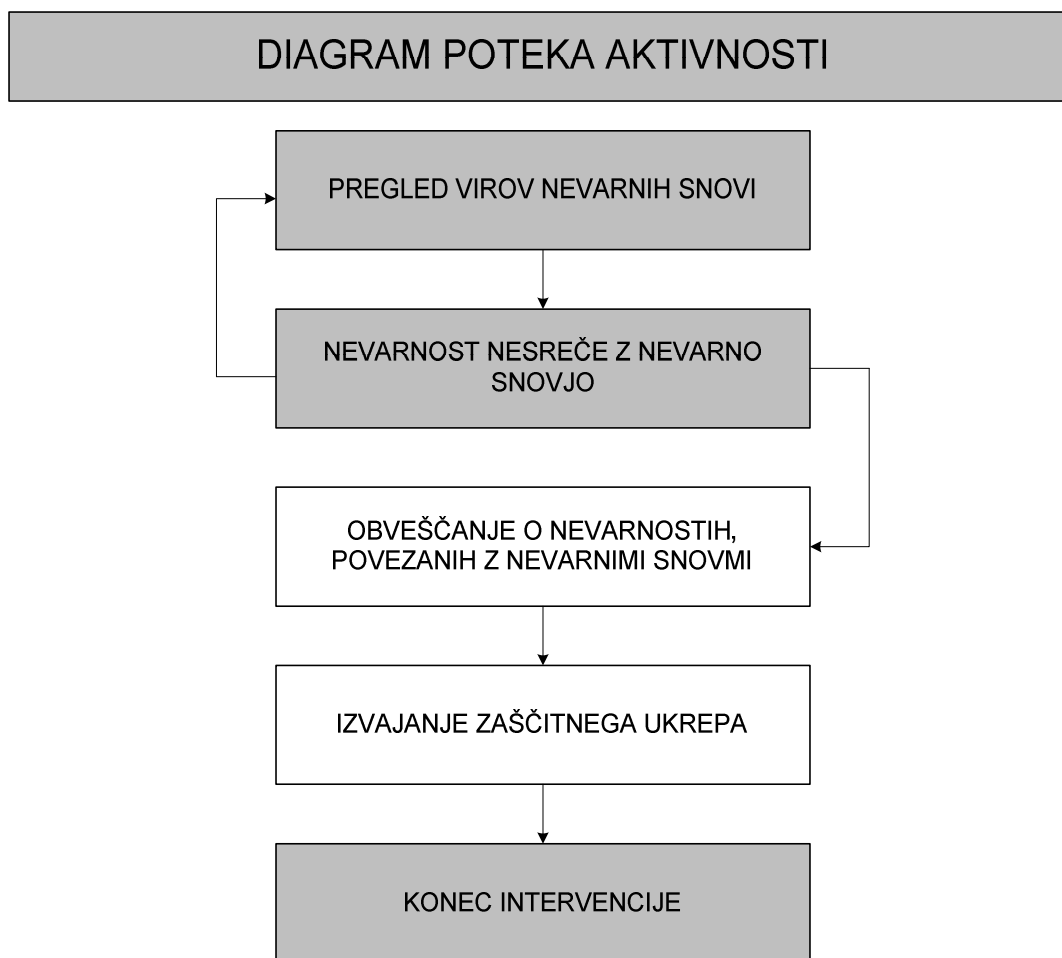 DIAGRAM POTEKA AKTIVNOSTI
PREGLED VIROV NEVARNIH SNOVI
NEVARNOST NESREČE Z NEVARNO
SNOVJO
OBVEŠČANJE O NEVARNOSTIH,
POVEZANIH Z NEVARNIMI SNOVMI
IZVAJANJE ZAŠČITNEGA UKREPA
KONEC INTERVENCIJE